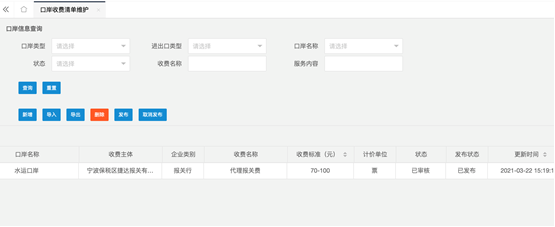 口岸收费清单维护
口岸信息查询
口岸类型 请选择 进出口类型 请选择 口岸名称 请选择
状态 请选择 收费名称 服务内容
查询 重置
新增 导入 导出 删除 发布 取消发布
口岸名称 收费主体 企业类别 收费名称 收费标准（元） 计价单位 状态 发布状态 更新时间
水运口岸 宁波保税区捷达报关有... 报关行 代理报关费 70-100 票 已审核 已发布 2021-03-22 15:19:1